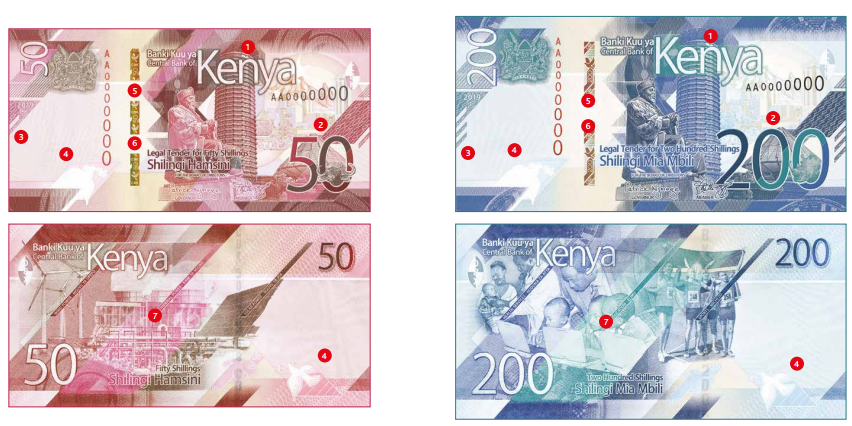 50
AA0000000
2019
Banki Kuu ya
Central Bank of
Kenya
AA0000000
Legal Tender for Fifty Shillings
Shilingi Hamsini
50
GOVERNOR
1
2
3
4
5
6
200
AA0000000
2019
Banki Kuu ya
Central Bank of
Kenya
AA0000000
Legal Tender for Two Hundred Shillings
Shilingi Mia Mbili
200
1
2
3
4
5
6
Banki Kuu ya
Central Bank of
Kenya
50
50
Fifty Shillings
Shilingi Hamsini
7
4
Banki Kuu ya
Central Bank of
Kenya
200
200
Two Hundred Shillings
Shilingi Mia Mbili
7
4